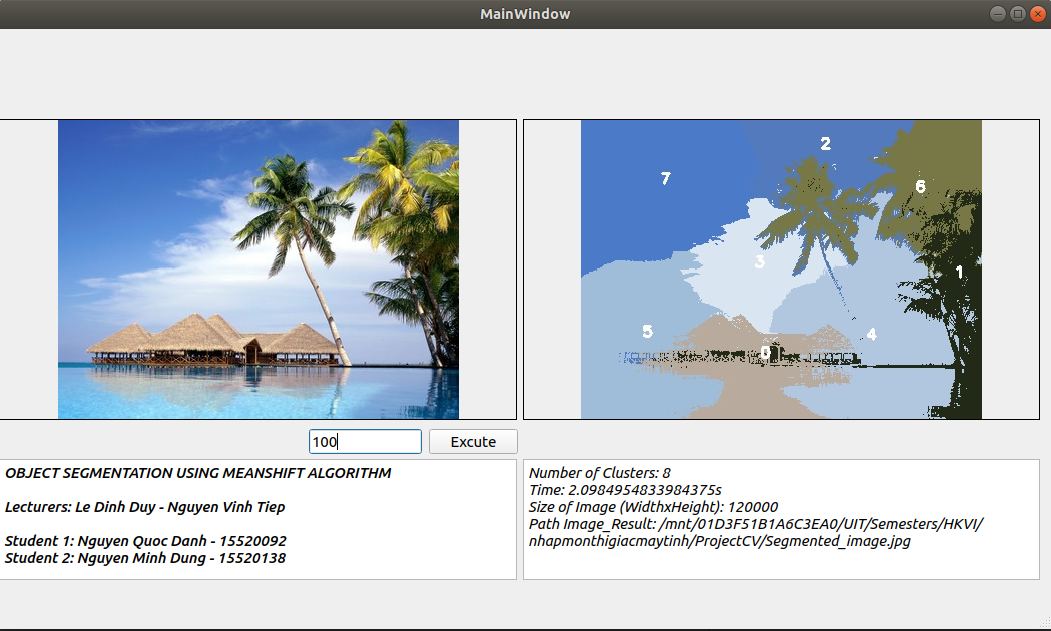 MainWindow
7
2
6
3
1
5
4
0
100
Excute
OBJECT SEGMENTATION USING MEANSHIFT ALGORITHM
Lecturers: Le Dinh Duy - Nguyen Vinh Tiep
Student 1: Nguyen Quoc Danh - 15520092
Student 2: Nguyen Minh Dung - 15520138
Number of Clusters: 8
Time: 2.0984954833984375s
Size of Image (WidthxHeight): 120000
Path Image_Result: /mnt/01D3F51B1A6C3EA0/UIT/Semesters/HKVI/
nhapmonthigiacmaytinh/ProjectCV/Segmented_image.jpg